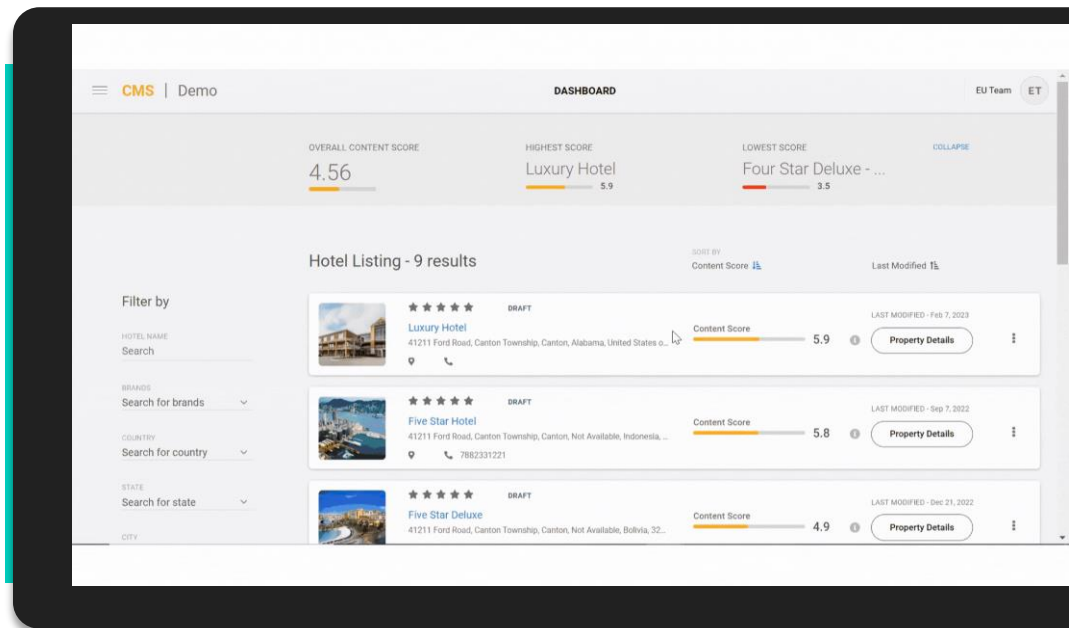 CMS | Demo
DASHBOARD
EU Team ET
OVERALL CONTENT SCORE
4.56
HIGHEST SCORE
Luxury Hotel
5.9
LOWEST SCORE
Four Star Deluxe - ...
3.5
COLLAPSE
Hotel Listing - 9 results
SORT BY
Content Score
Last Modified
Filter by
HOTEL NAME
Search
BRANDS
Search for brands
COUNTRY
Search for country
STATE
Search for state
CITY
DRAFT
Luxury Hotel
41211 Ford Road, Canton Township, Canton, Alabama, United States o...
Content Score
5.9
LAST MODIFIED - Feb 7, 2023
Property Details
DRAFT
Five Star Hotel
41211 Ford Road, Canton Township, Canton, Not Available, Indonesia, ...
7882331221
Content Score
5.8
LAST MODIFIED - Sep 7, 2022
Property Details
DRAFT
Five Star Deluxe
41211 Ford Road, Canton Township, Canton, Not Available, Bolivia, 32...
Content Score
4.9
LAST MODIFIED - Dec 21, 2022
Property Details